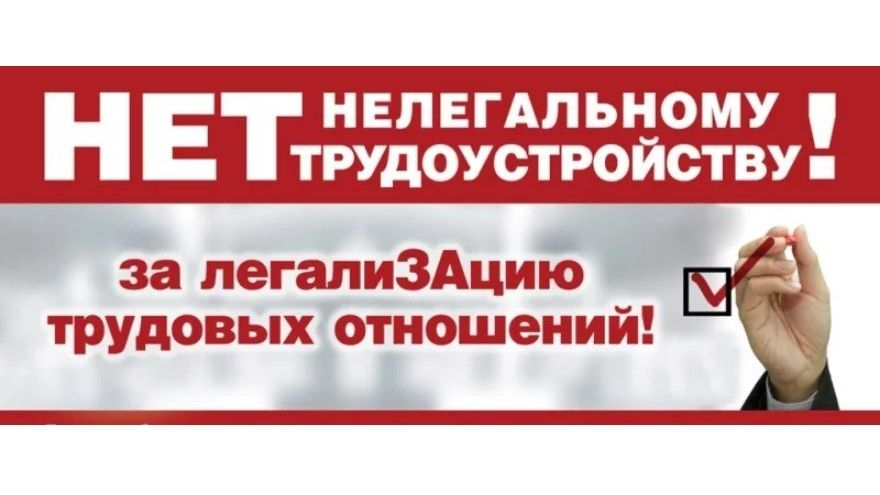 НЕТ НЕЛЕГАЛЬНОМУ
ТРУДОУСТРОЙСТВУ!
за легалиЗАцию
трудовых отношений!